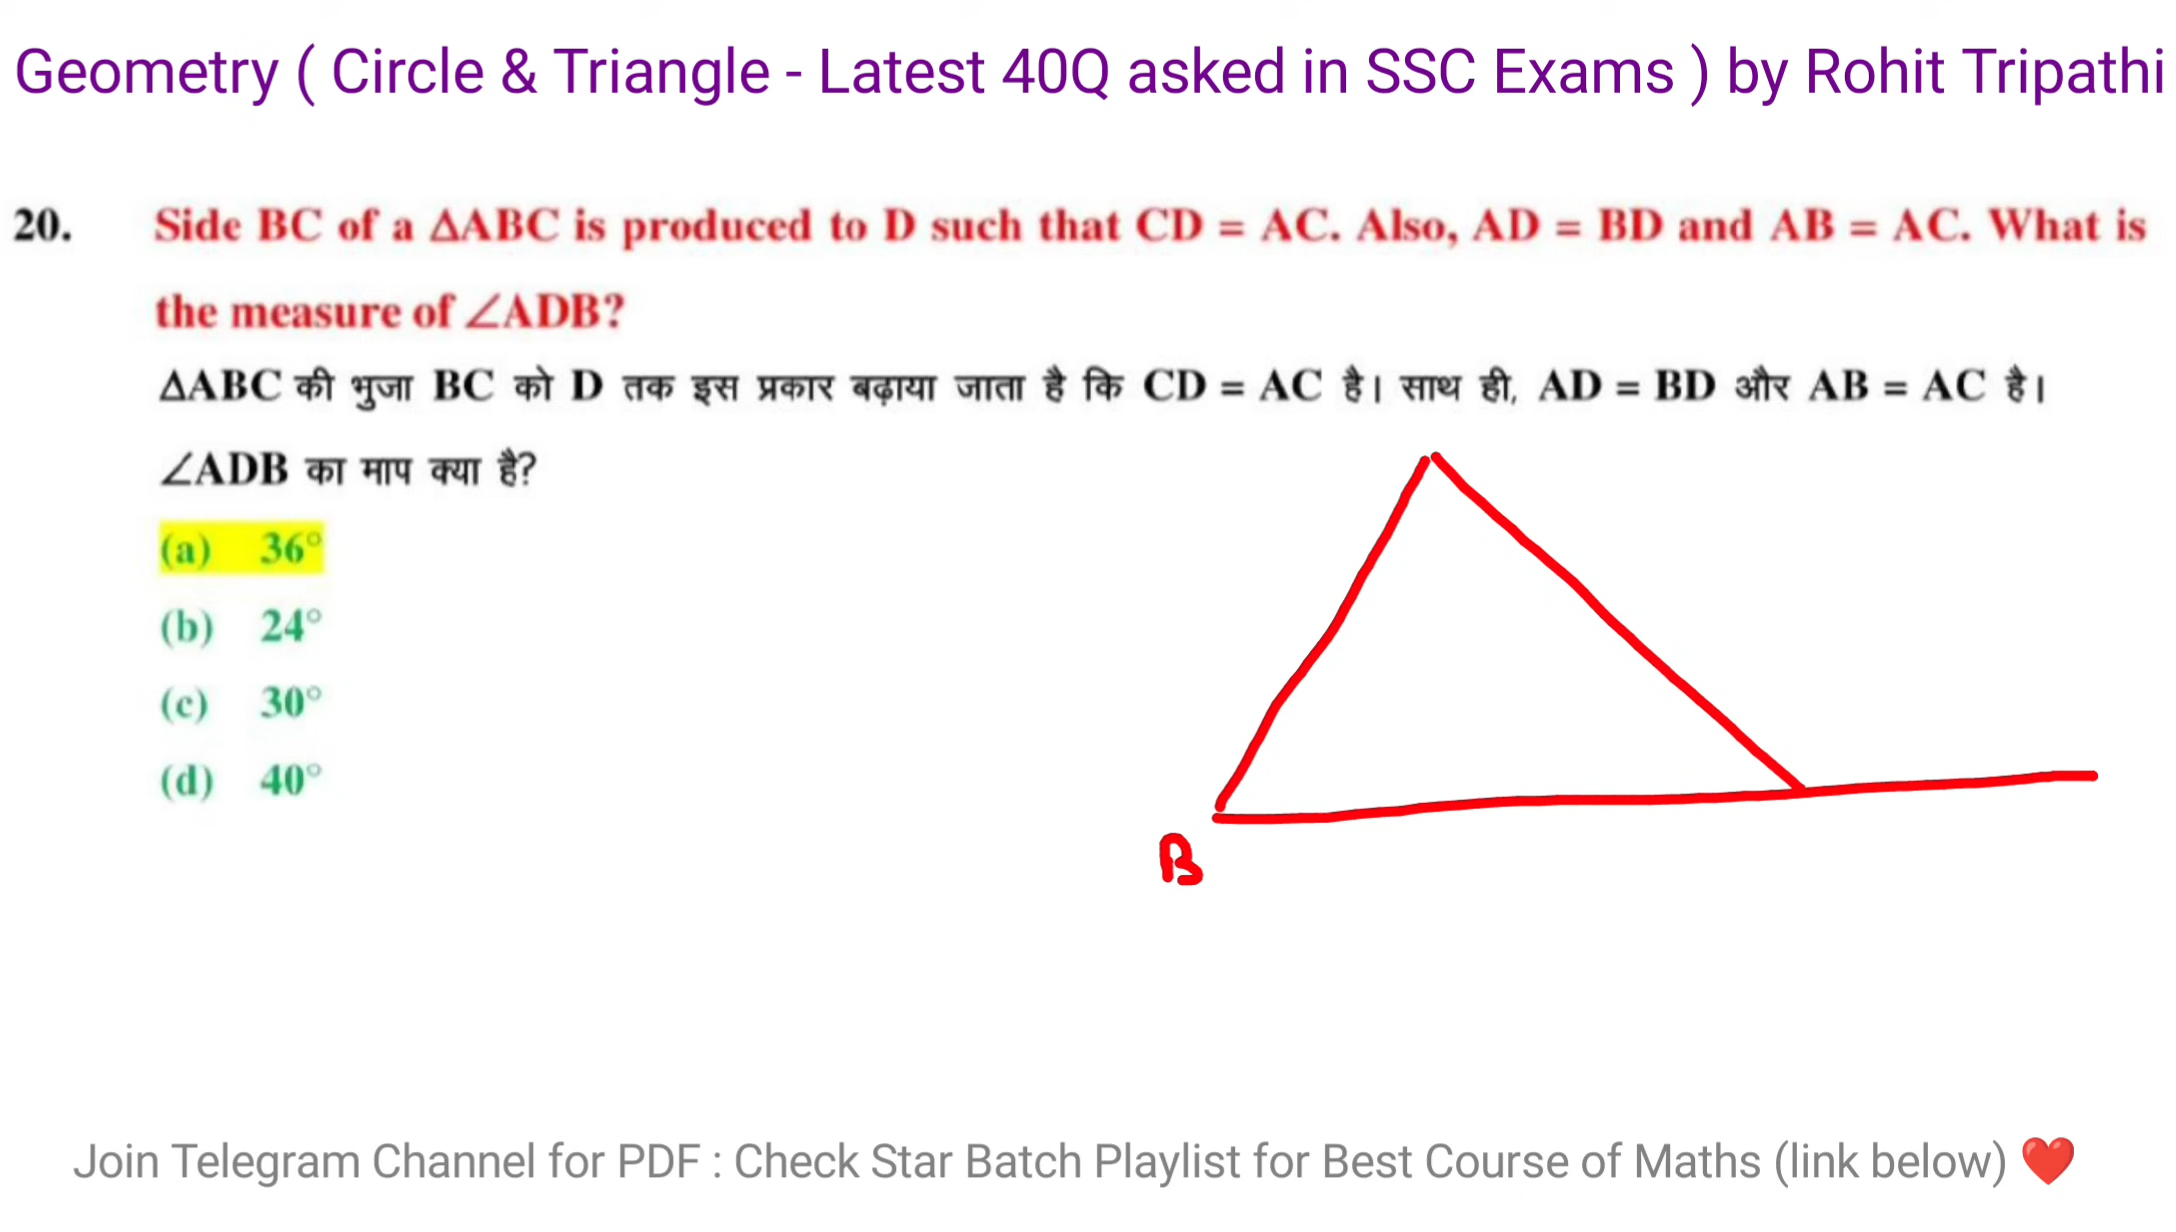 Geometry ( Circle & Triangle - Latest 40Q asked in SSC Exams ) by Rohit Tripathi
20. Side BC of a ΔABC is produced to D such that CD = AC. Also, AD = BD and AB = AC. What is
the measure of ∠ADB?
ΔABC की भुजा BC को D तक इस प्रकार बढ़ाया जाता है कि CD = AC है। साथ ही, AD = BD और AB = AC है।
∠ADB का माप क्या है?
(a) 36°
(b) 24°
(c) 30°
(d) 40°
B
Join Telegram Channel for PDF : Check Star Batch Playlist for Best Course of Maths (link below) ❤️